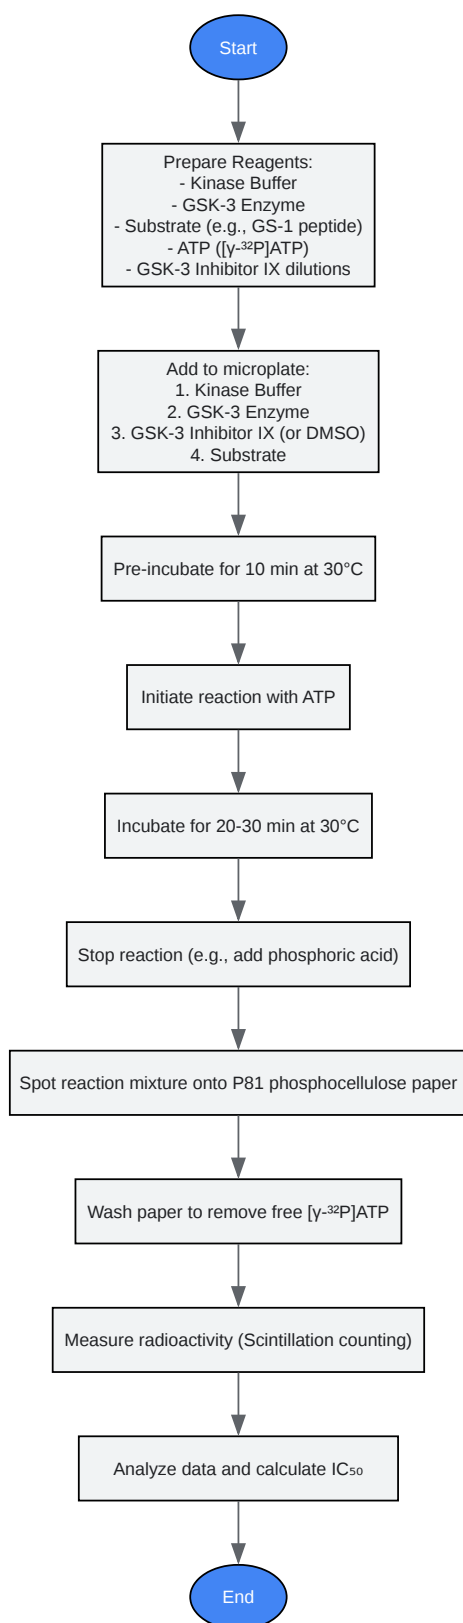 Start
Prepare Reagents:
- Kinase Buffer
- GSK-3 Enzyme
- Substrate (e.g., GS-1 peptide)
- ATP ([γ-³²P]ATP)
- GSK-3 Inhibitor IX dilutions
Add to microplate:
1. Kinase Buffer
2. GSK-3 Enzyme
3. GSK-3 Inhibitor IX (or DMSO)
4. Substrate
Pre-incubate for 10 min at 30°C
Initiate reaction with ATP
Incubate for 20-30 min at 30°C
Stop reaction (e.g., add phosphoric acid)
Spot reaction mixture onto P81 phosphocellulose paper
Wash paper to remove free [γ-³²P]ATP
Measure radioactivity (Scintillation counting)
Analyze data and calculate IC₅₀
End